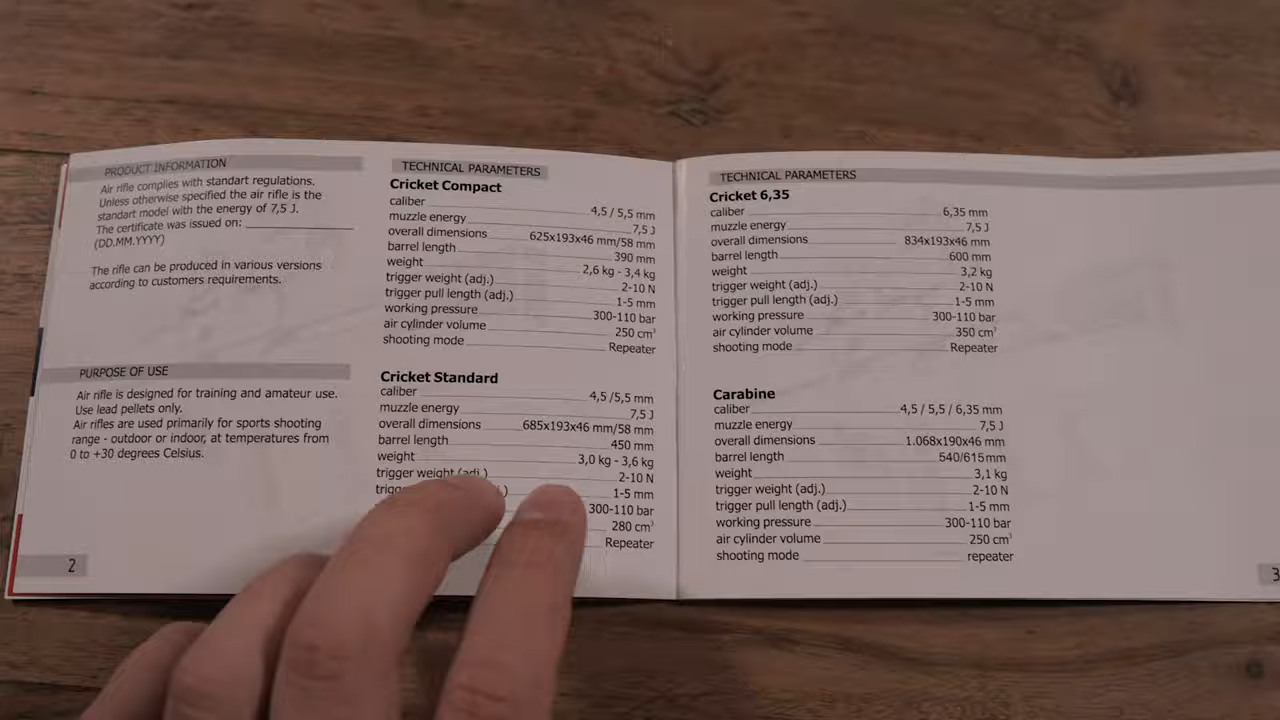 PRODUCT INFORMATION
Air rifle complies with standart regulations.
Unless otherwise specified the air rifle is the
standart model with the energy of 7,5 J.
The certificate was issued on:
(DD.MM.YYYY)
The rifle can be produced in various versions
according to customers requirements.
PURPOSE OF USE
Air rifle is designed for training and amateur use.
Use lead pellets only.
Air rifles are used primarily for sports shooting
range - outdoor or indoor, at temperatures from
0 to +30 degrees Celsius.
2
TECHNICAL PARAMETERS
Cricket Compact
caliber 4,5 / 5,5 mm
muzzle energy 7,5 J
overall dimensions 625x193x46 mm/58 mm
barrel length 390 mm
weight 2,6 kg - 3,4 kg
trigger weight (adj.) 2-10 N
trigger pull length (adj.) 1-5 mm
working pressure 300-110 bar
air cylinder volume 250 cm³
shooting mode Repeater
Cricket Standard
caliber 4,5 /5,5 mm
muzzle energy 7,5 J
overall dimensions 685x193x46 mm/58 mm
barrel length 450 mm
weight 3,0 kg - 3,6 kg
trigger weight (adj.) 2-10 N
1-5 mm
300-110 bar
280 cm³
Repeater
TECHNICAL PARAMETERS
Cricket 6,35
caliber 6,35 mm
muzzle energy 7,5 J
overall dimensions 834x193x46 mm
barrel length 600 mm
weight 3,2 kg
trigger weight (adj.) 2-10 N
trigger pull length (adj.) 1-5 mm
working pressure 300-110 bar
air cylinder volume 350 cm³
shooting mode Repeater
Carabine
caliber 4,5 / 5,5 / 6,35 mm
muzzle energy 7,5 J
overall dimensions 1.068x190x46 mm
barrel length 540/615mm
weight 3,1 kg
trigger weight (adj.) 2-10 N
trigger pull length (adj.) 1-5 mm
working pressure 300-110 bar
air cylinder volume 250 cm³
shooting mode repeater
3